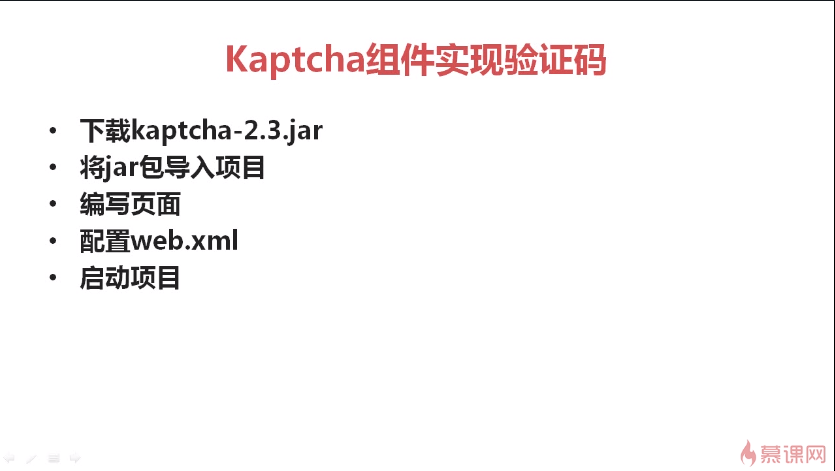 Kaptcha组件实现验证码
• 下载kaptcha-2.3.jar
• 将jar包导入项目
• 编写页面
• 配置web.xml
• 启动项目
慕课网